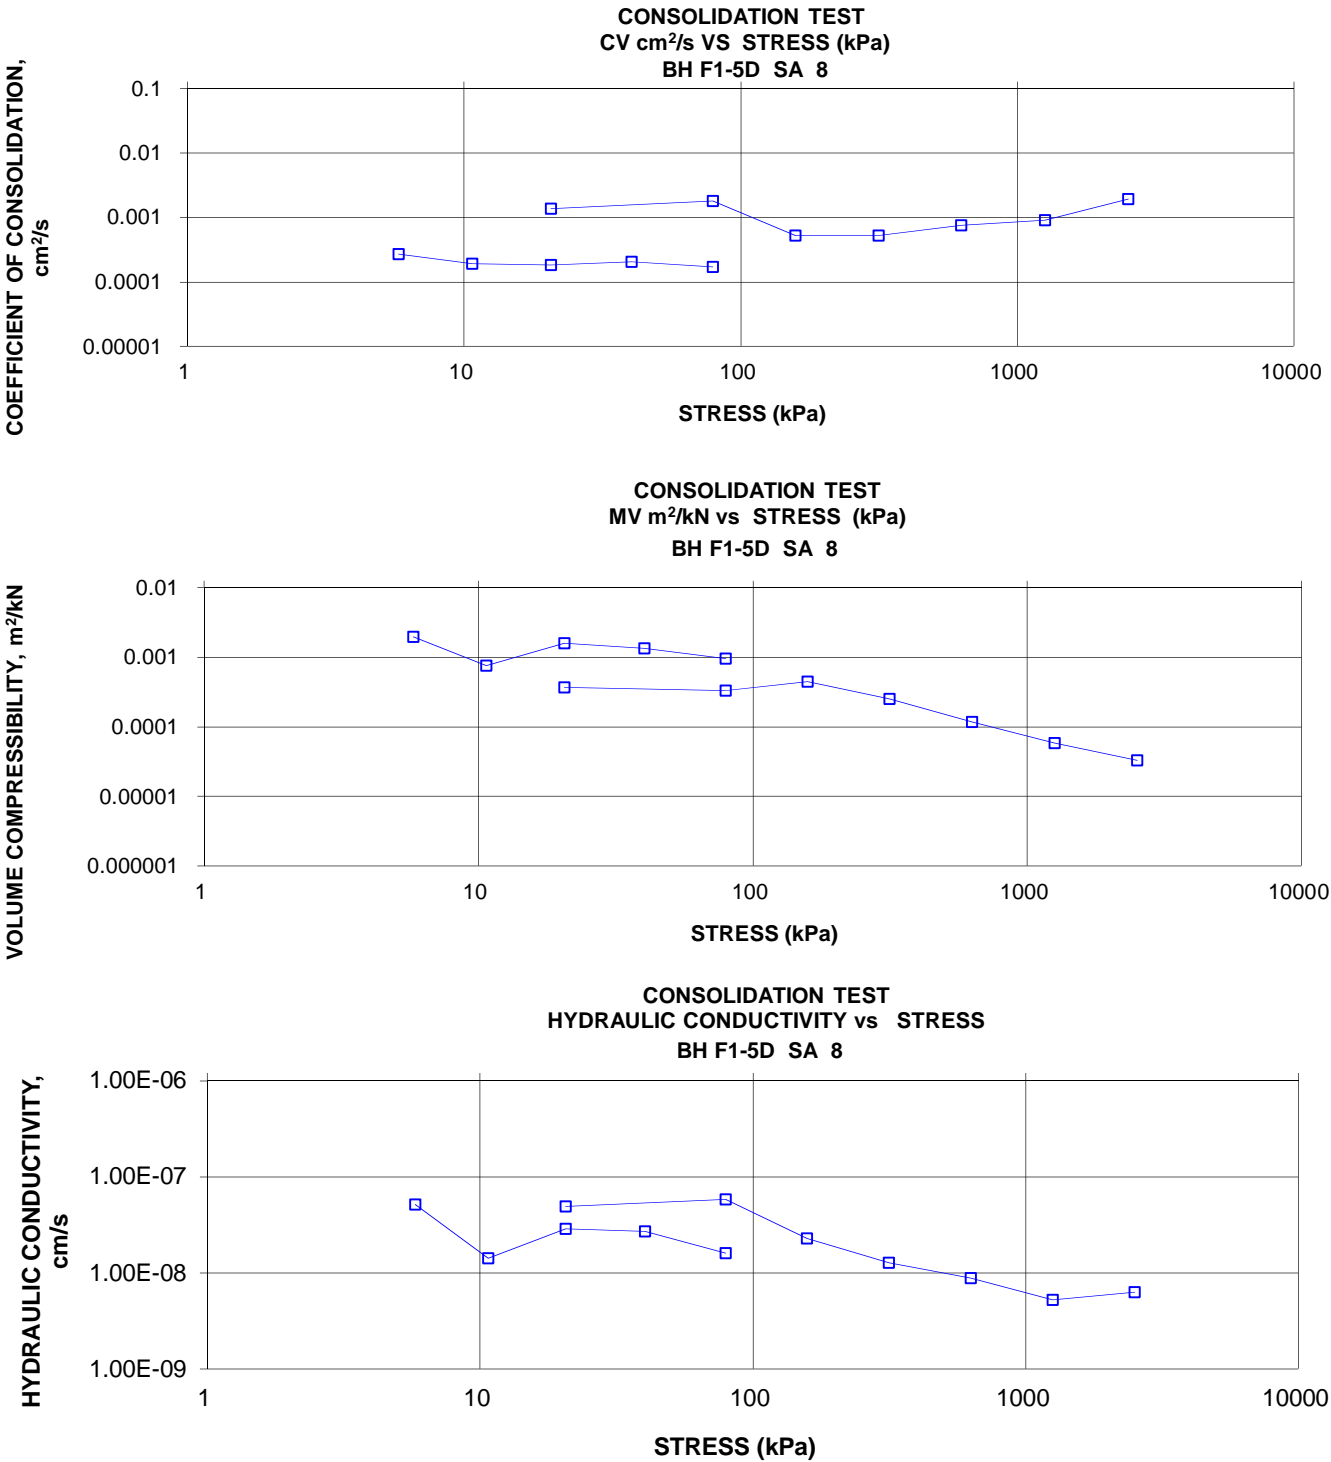 CONSOLIDATION TEST
CV cm²/s VS STRESS (kPa)
BH F1-5D SA 8
COEFFICIENT OF CONSOLIDATION,
cm²/s
0.1
0.01
0.001
0.0001
0.00001
1 10 100 1000 10000
STRESS (kPa)
CONSOLIDATION TEST
MV m²/kN vs STRESS (kPa)
BH F1-5D SA 8
VOLUME COMPRESSIBILITY, m²/kN
0.01
0.001
0.0001
0.00001
0.000001
1 10 100 1000 10000
STRESS (kPa)
CONSOLIDATION TEST
HYDRAULIC CONDUCTIVITY vs STRESS
BH F1-5D SA 8
HYDRAULIC CONDUCTIVITY,
cm/s
1.00E-06
1.00E-07
1.00E-08
1.00E-09
1 10 100 1000 10000
STRESS (kPa)